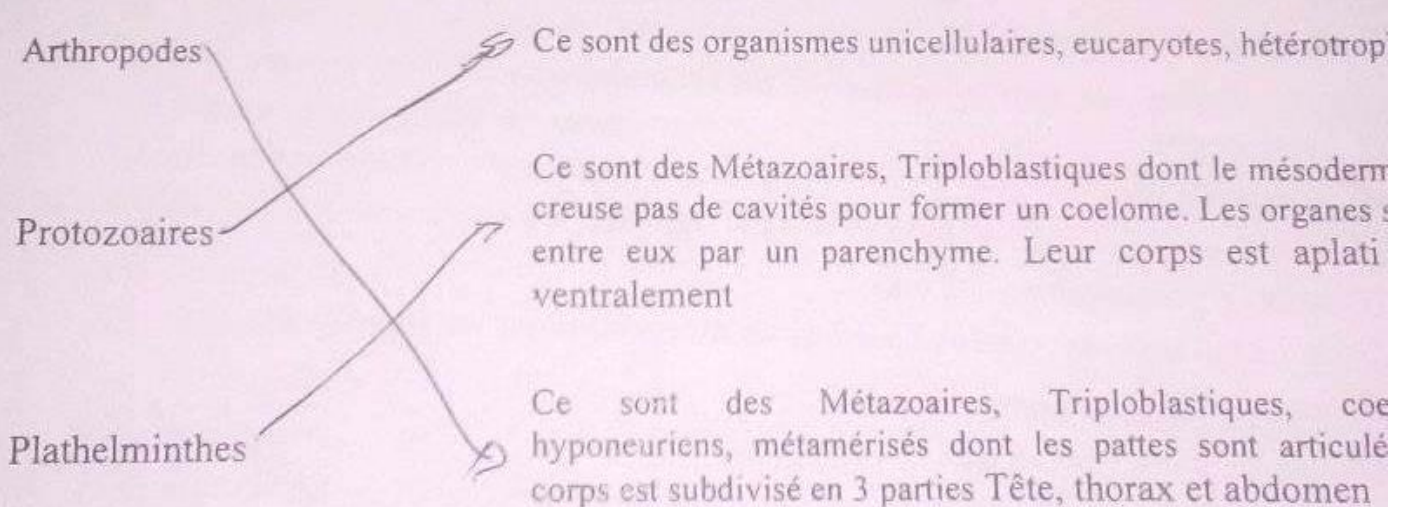 Arthropodes
Ce sont des organismes unicellulaires, eucaryotes,
Protozoaires
Ce sont des Métazoaires, Triploblastiques dont le
creuse pas de cavités pour former un coelome. Les organes
entre eux par un parenchyme. Leur corps est aplati
ventralement
Plathelminthes
Ce sont des Métazoaires, Triploblastiques,
hyponeuriens, métamérisés dont les pattes sont
corps est subdivisé en 3 parties Tête, thorax et abdomen